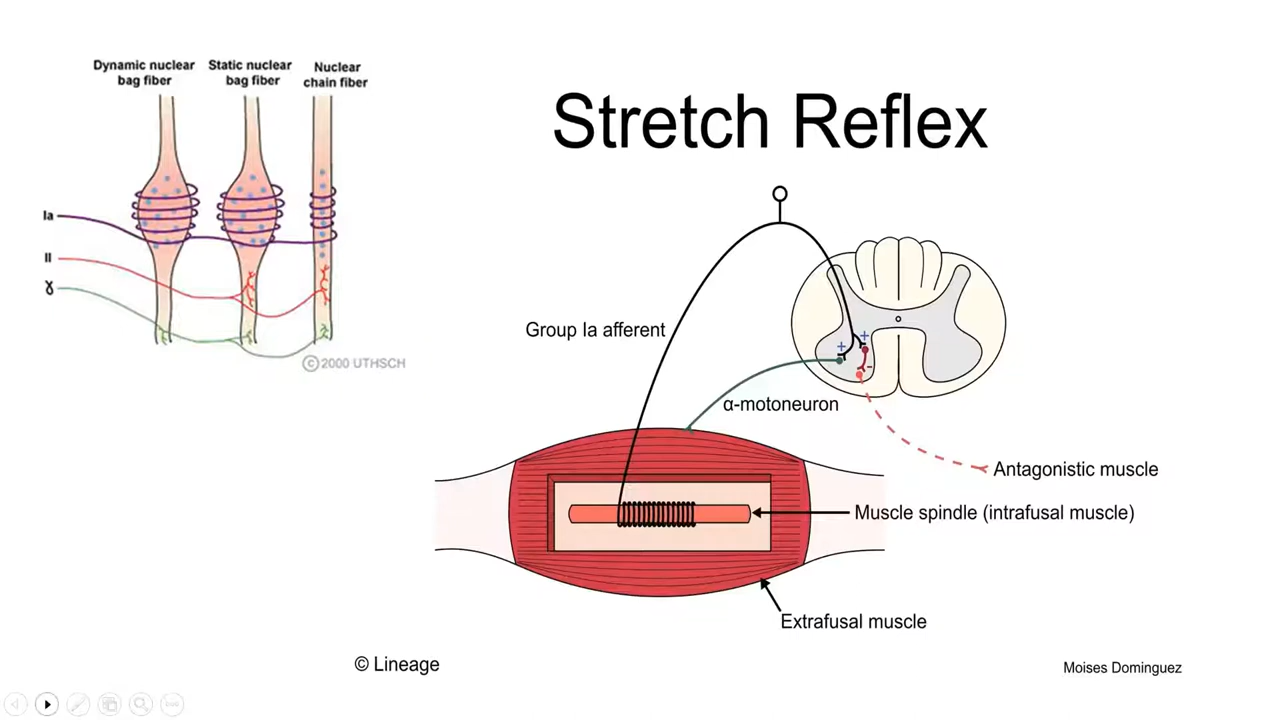 Dynamic nuclear
bag fiber
Static nuclear
bag fiber
Nuclear
chain fiber
Stretch Reflex
Ia
II
Ɣ
© 2000 UTHSCH
Group Ia afferent
+
+
-
α-motoneuron
Antagonistic muscle
Muscle spindle (intrafusal muscle)
Extrafusal muscle
© Lineage
Moises Dominguez